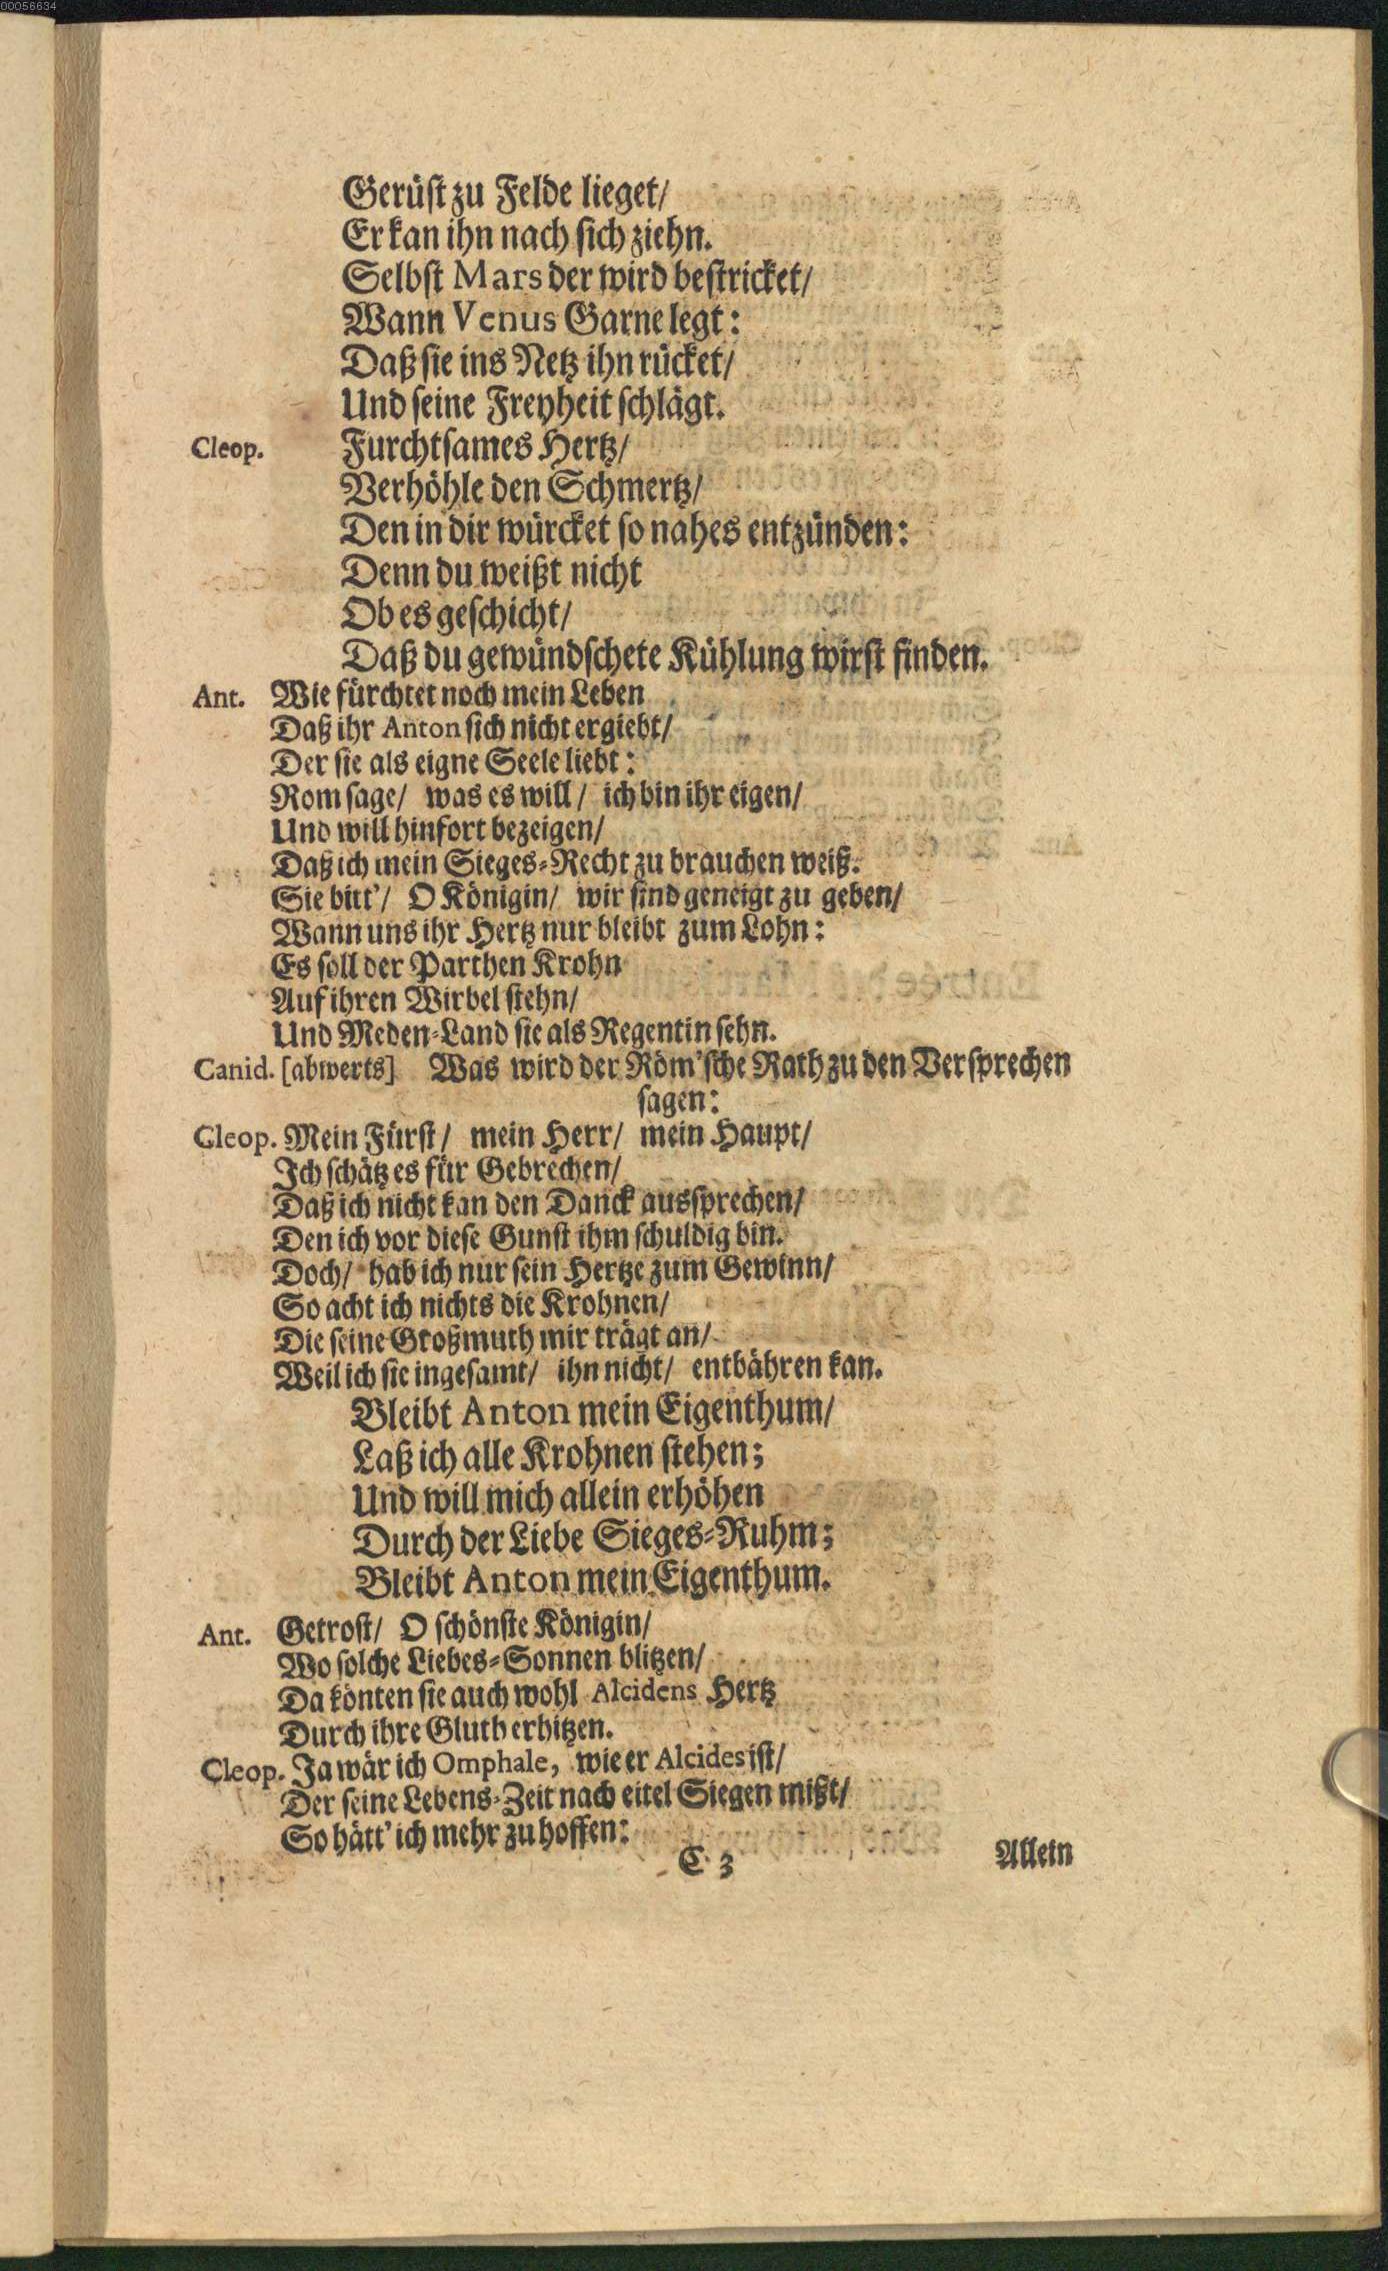 00056634
Gerüst zu Felde lieget/
Er kan ihn nach sich ziehn.
Selbst Mars der wird bestricket/
Wann Venus Garne legt:
Daß sie ins Netz ihn rücket/
Und seine Freyheit schlägt.
Cleop. Furchtsames Hertz/
Verhöhle den Schmertz/
Den in dir würcket so nahes entzünden:
Denn du weißt nicht
Ob es geschicht/
Daß du gewündschete Kühlung wirst finden.
Ant. Wie fürchtet noch mein Leben
Daß ihr Anton sich nicht ergiebt/
Der sie als eigne Seele liebt:
Rom sage/ was es will/ ich bin ihr eigen/
Und will hinfort bezeigen/
Daß ich mein Sieges-Recht zu brauchen weiß.
Sie bitt'/ O Königin/ wir sind geneigt zu geben/
Wann uns ihr Hertz nur bleibt zum Lohn:
Es soll der Parthen Krohn
Auf ihren Wirbel stehn/
Und Meden-Land sie als Regentin sehn.
Canid. [abwerts] Was wird der Röm'sche Rath zu den Versprechen
sagen:
Cleop. Mein Fürst/ mein Herr/ mein Haupt/
Ich schätz es für Gebrechen/
Daß ich nicht kan den Danck aussprechen/
Den ich vor diese Gunst ihm schuldig bin.
Doch/ hab ich nur sein Hertze zum Gewinn/
So acht ich nichts die Krohnen/
Die seine Großmuth mir trägt an/
Weil ich sie ingesamt/ ihn nicht/ entbähren kan.
Bleibt Anton mein Eigenthum/
Laß ich alle Krohnen stehen;
Und will mich allein erhöhen
Durch der Liebe Sieges-Ruhm;
Bleibt Anton mein Eigenthum.
Ant. Getrost/ O schönste Königin/
Wo solche Liebes-Sonnen blitzen/
Da könten sie auch wohl Alcidens Hertz
Durch ihre Gluth erhitzen.
Cleop. Ja wär ich Omphale, wie er Alcides ist/
Der seine Lebens-Zeit nach eitel Siegen mißt/
So hätt' ich mehr zu hoffen:
C 3 Allein